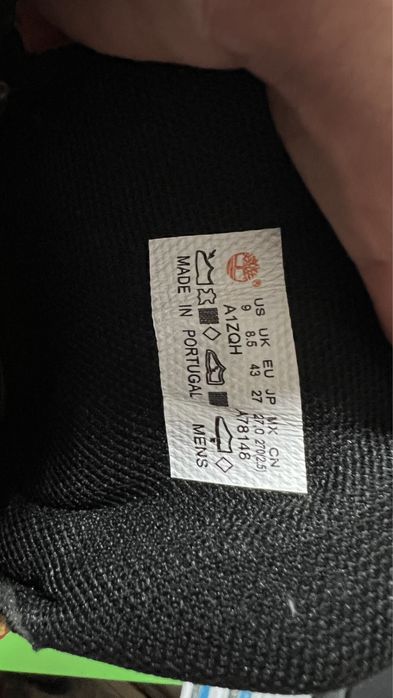 US UK EU JP MX CN
9 8.5 43 27 27.0 270(2.5)
A1ZQH A78146
MADE IN PORTUGAL MENS